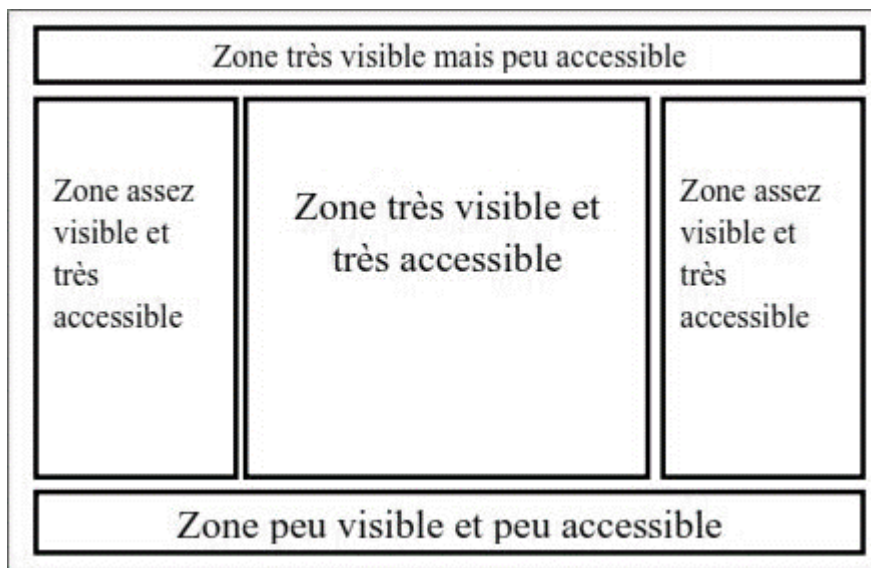 Zone très visible mais peu accessible
Zone assez
visible et
très
accessible
Zone très visible et
très accessible
Zone assez
visible et
très
accessible
Zone peu visible et peu accessible